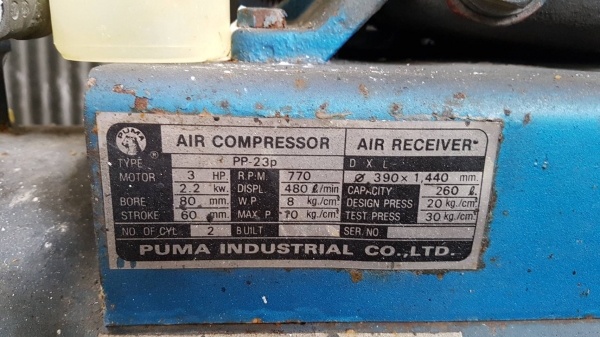 PUMA
AIR COMPRESSOR AIR RECEIVER
TYPE PP-23p D X L
MOTOR 3 HP. R.P.M 770 Ø 390 x 1,440 mm.
2.2 kw. DISPL 480 ℓ/min CAPACITY 260 ℓ.
BORE 80 mm. W.P 8 kg./cm² DESIGN PRESS 20 kg./cm²
STROKE 60 mm. MAX P 10 kg./cm² TEST PRESS 30 kg./cm²
NO. OF CYL. 2 BUILT SER. NO.
PUMA INDUSTRIAL CO.,LTD.